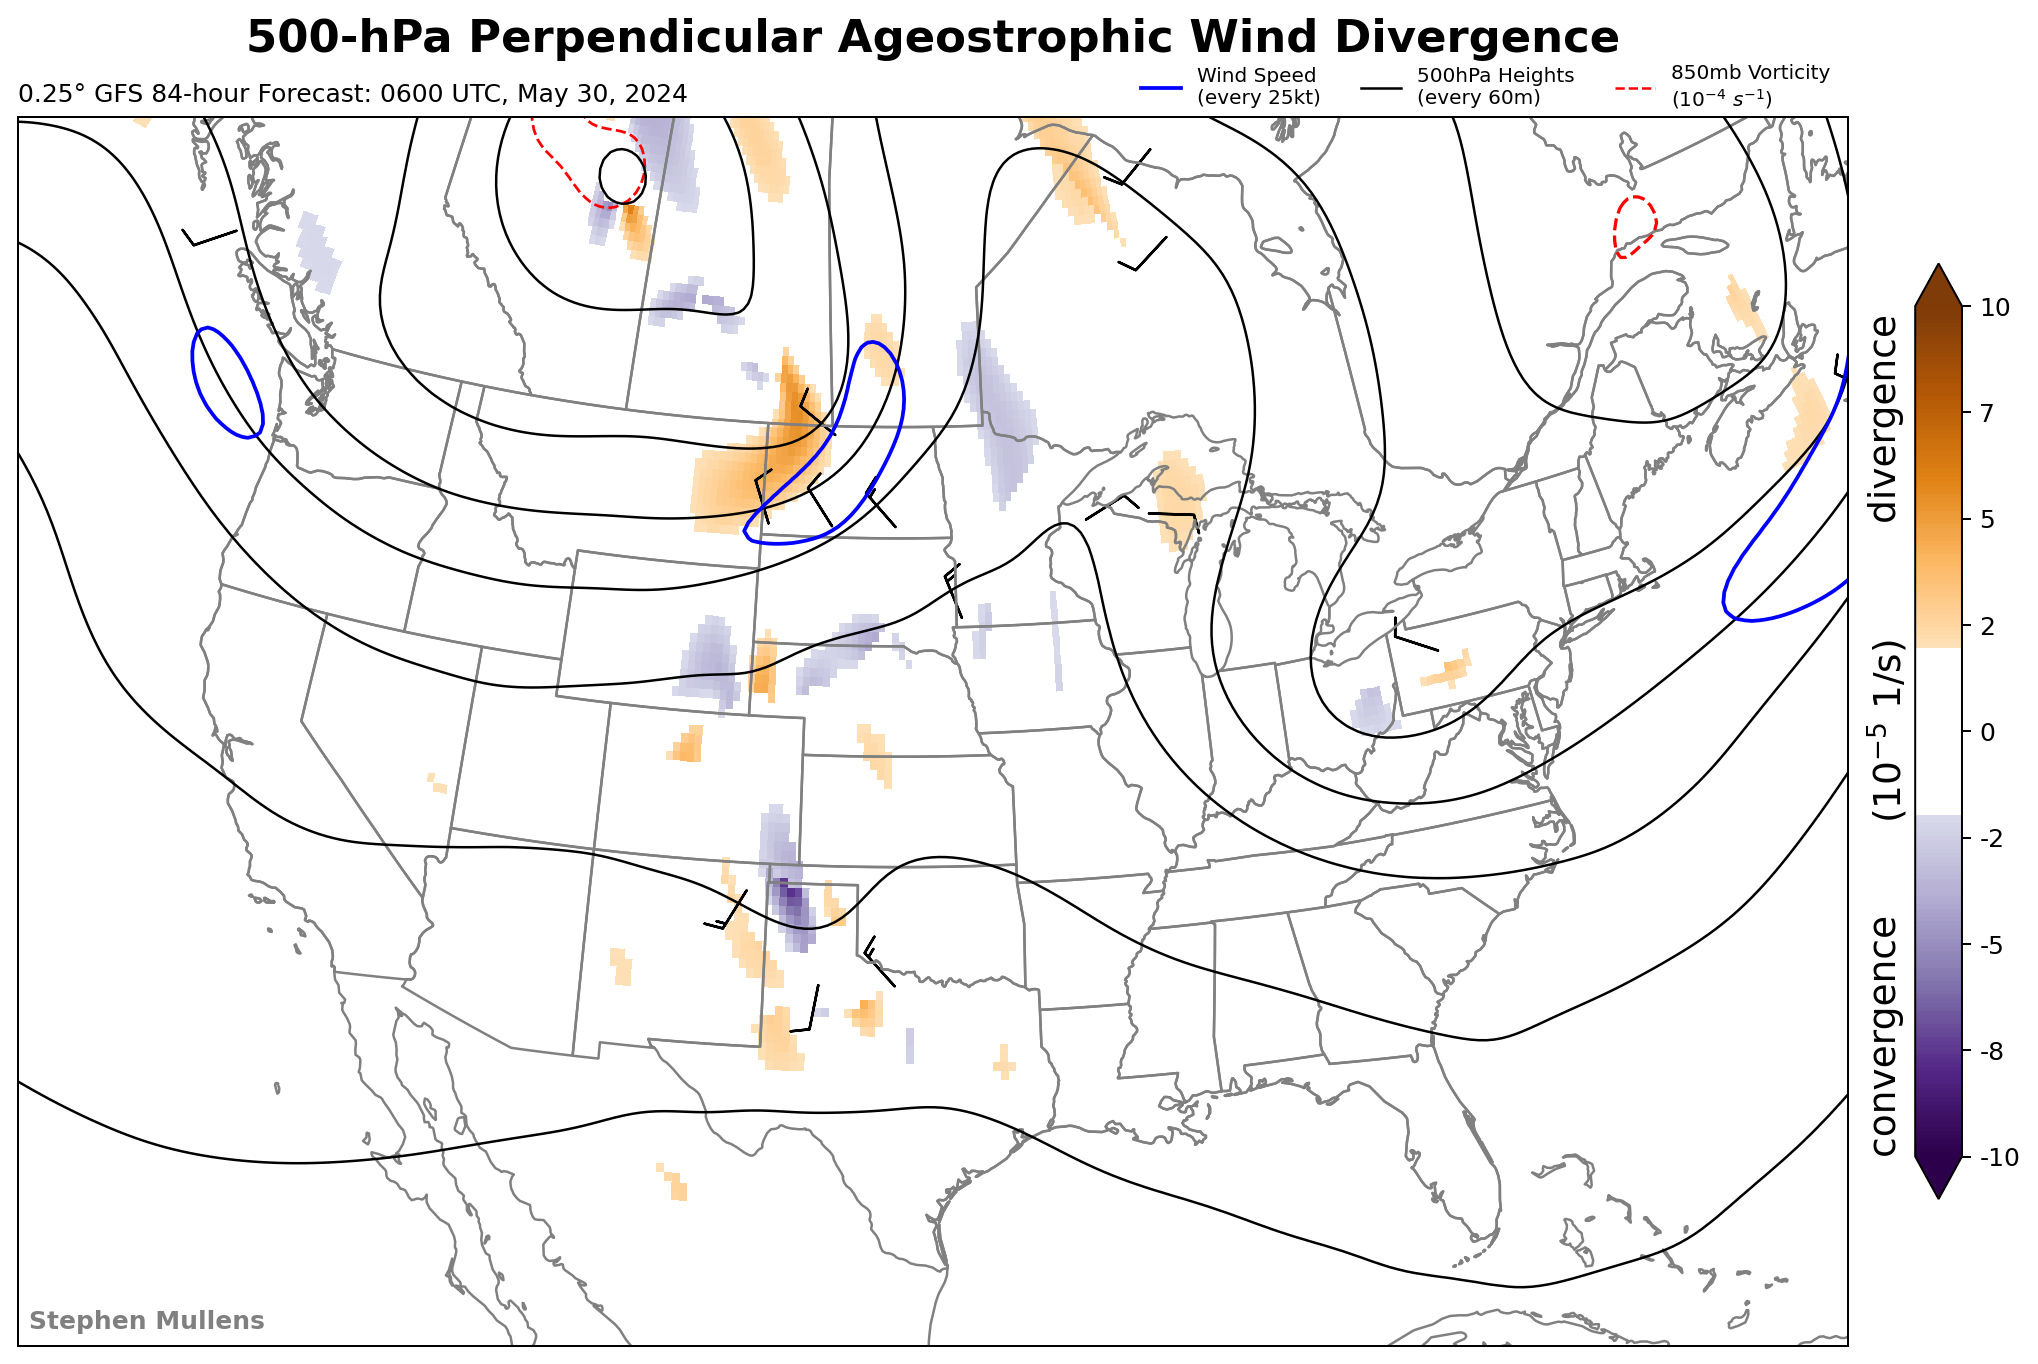 500-hPa Perpendicular Ageostrophic Wind Divergence
0.25° GFS 84-hour Forecast: 0600 UTC, May 30, 2024
Wind Speed
(every 25kt)
500hPa Heights
(every 60m)
850mb Vorticity
(10⁻⁴ s⁻¹)
10
7
5
2
0
-2
-5
-8
-10
convergence (10⁻⁵ 1/s) divergence
Stephen Mullens